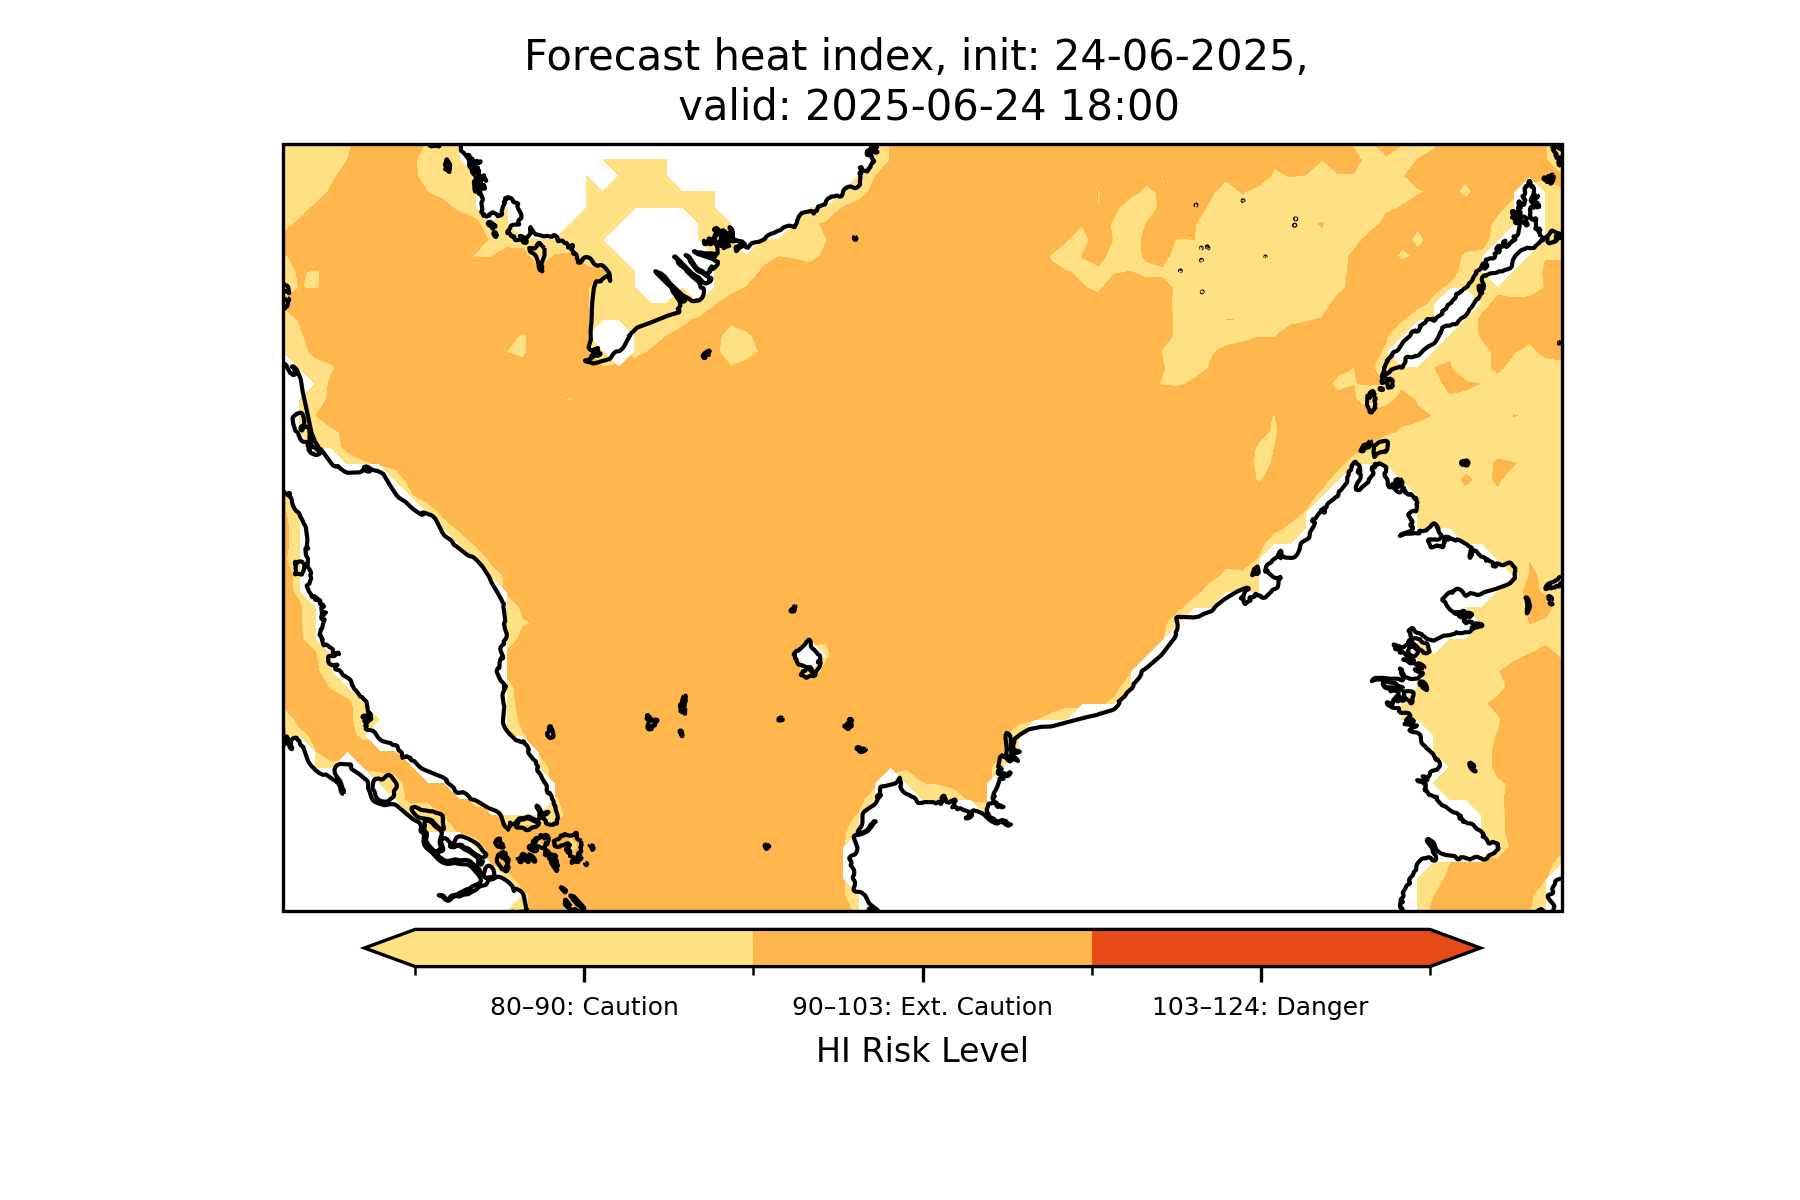 Forecast heat index, init: 24-06-2025,
valid: 2025-06-24 18:00
80–90: Caution
90–103: Ext. Caution
103–124: Danger
HI Risk Level